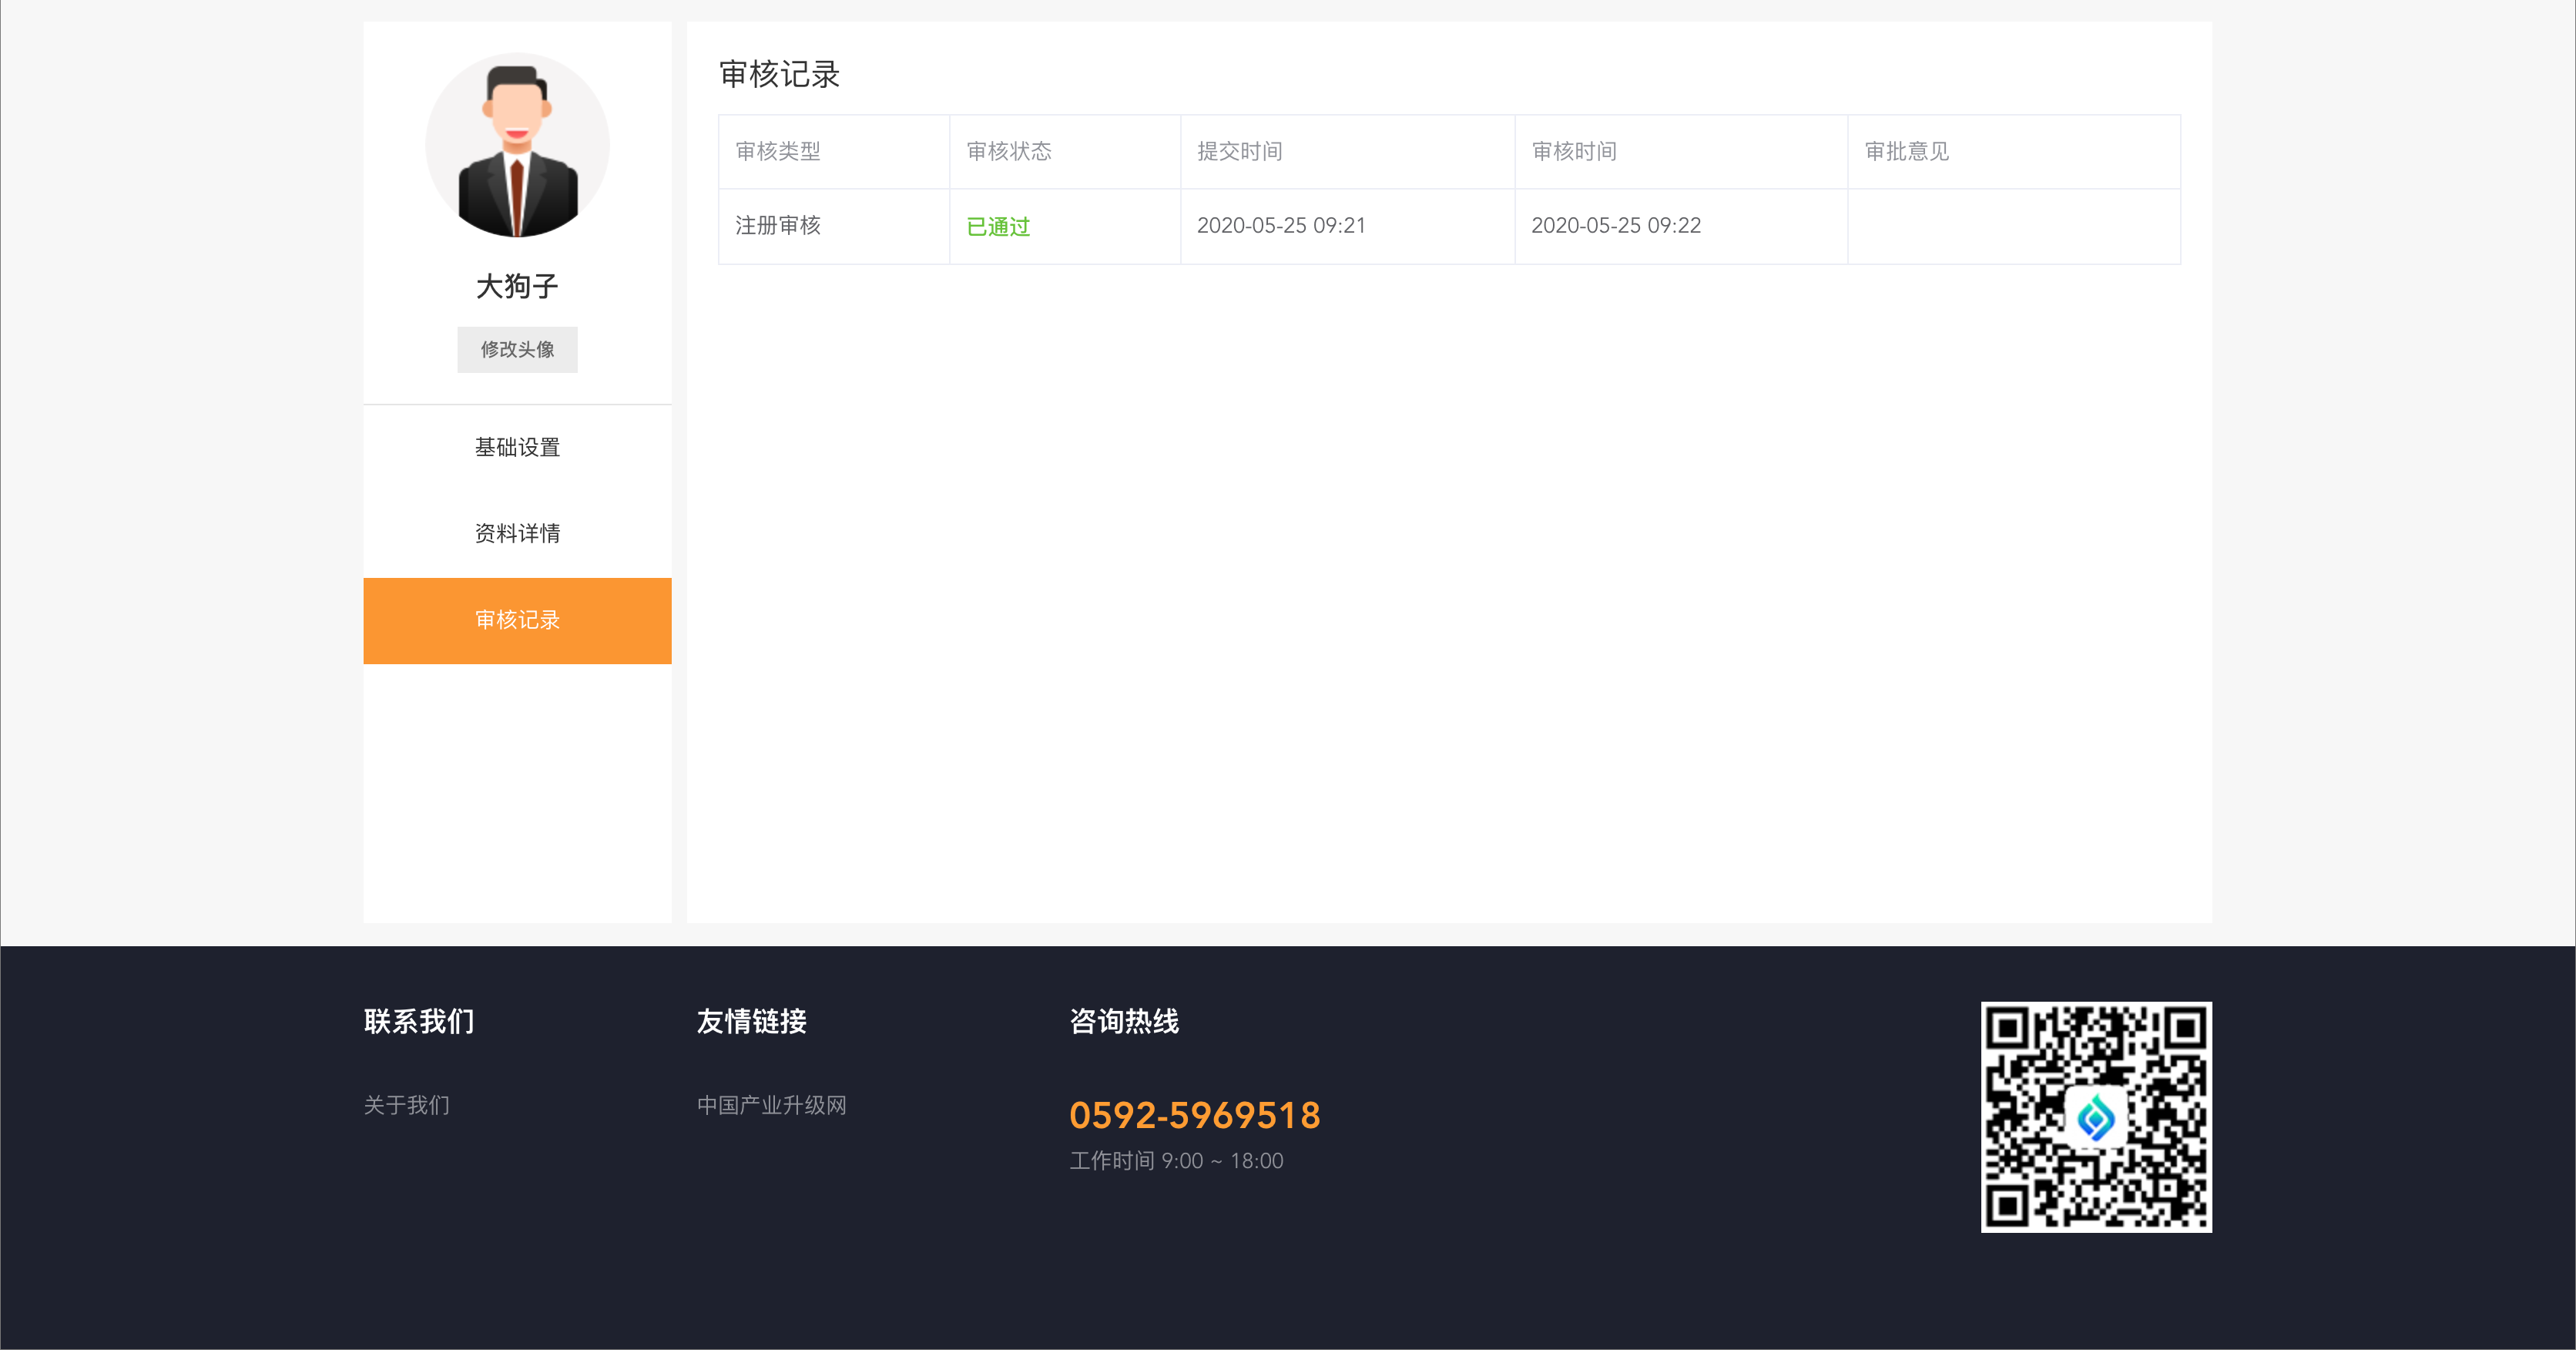 大狗子
修改头像
基础设置
资料详情
审核记录
审核记录
审核类型 审核状态 提交时间 审核时间 审批意见
注册审核 已通过 2020-05-25 09:21 2020-05-25 09:22
联系我们
关于我们
友情链接
中国产业升级网
咨询热线
0592-5969518
工作时间 9:00 ~ 18:00